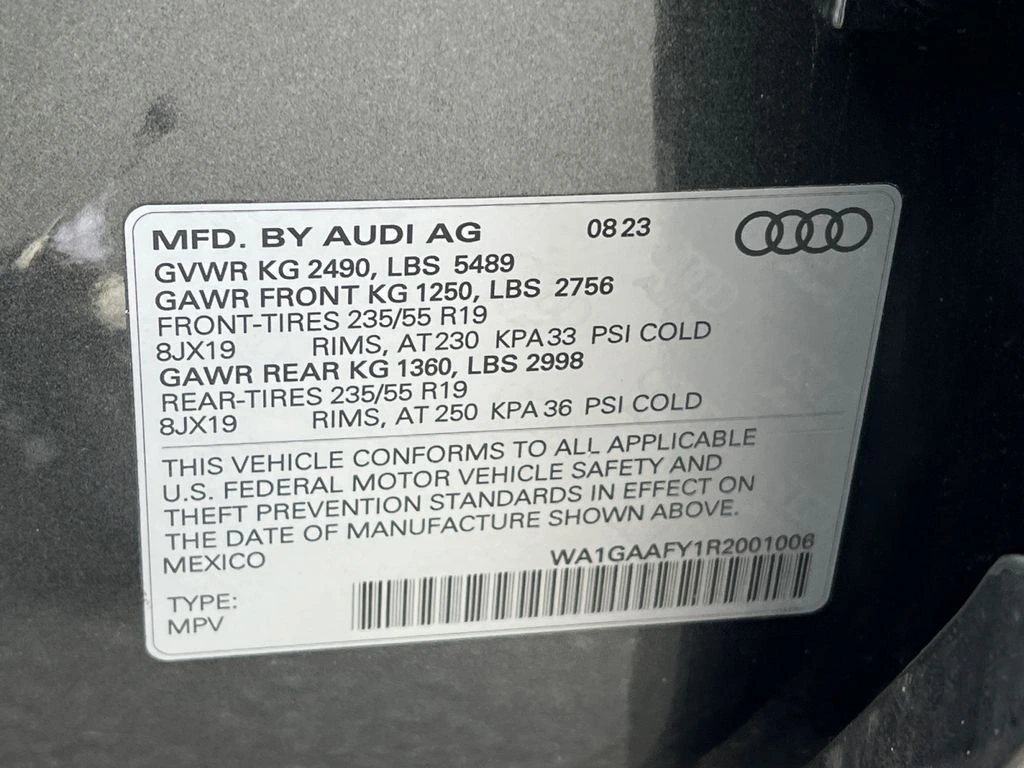 MFD. BY AUDI AG 08 23
GVWR KG 2490, LBS 5489
GAWR FRONT KG 1250, LBS 2756
FRONT-TIRES 235/55 R19
8JX19 RIMS, AT 230 KPA 33 PSI COLD
GAWR REAR KG 1360, LBS 2998
REAR-TIRES 235/55 R19
8JX19 RIMS, AT 250 KPA 36 PSI COLD
THIS VEHICLE CONFORMS TO ALL APPLICABLE
U.S. FEDERAL MOTOR VEHICLE SAFETY AND
THEFT PREVENTION STANDARDS IN EFFECT ON
THE DATE OF MANUFACTURE SHOWN ABOVE.
MEXICO WA1GAAFY1R2001006
TYPE:
MPV